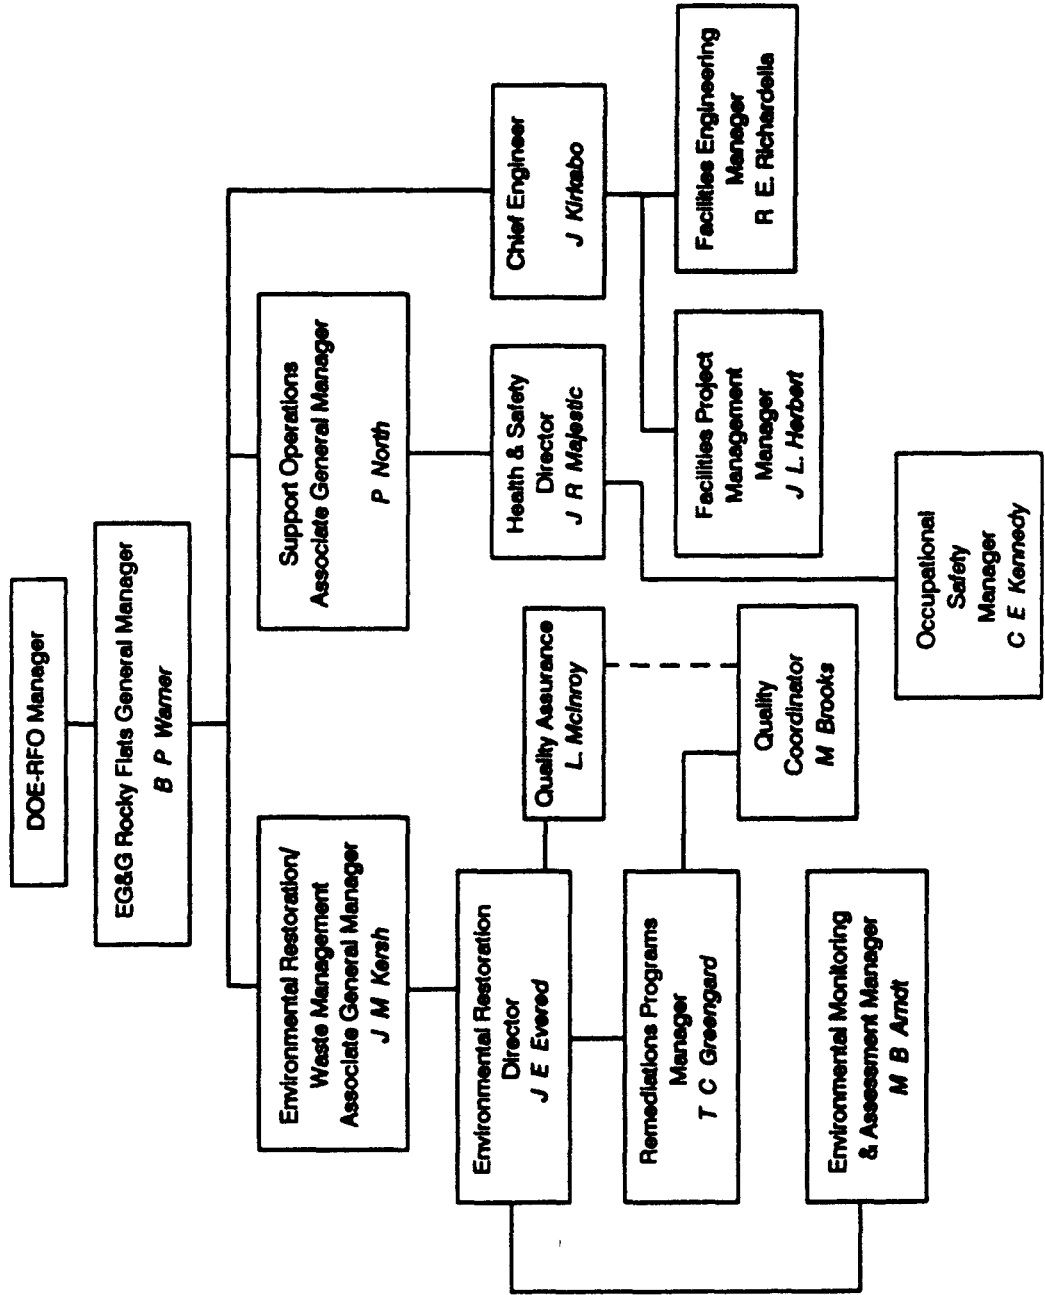 DOE-RFO Manager
EG&G Rocky Flats General Manager
B P Warner
Environmental Restoration/
Waste Management
Associate General Manager
J M Kersh
Support Operations
Associate General Manager
P North
Environmental Restoration
Director
J E Evered
Quality Assurance
L. McInroy
Health & Safety
Director
J R Majestic
Chief Engineer
J Kirkabo
Remediations Programs
Manager
T C Greengard
Quality
Coordinator
M Brooks
Facilities Project
Management
Manager
J L. Herbert
Facilities Engineering
Manager
R E. Richardella
Environmental Monitoring
& Assessment Manager
M B Arndt
Occupational
Safety
Manager
C E Kennedy